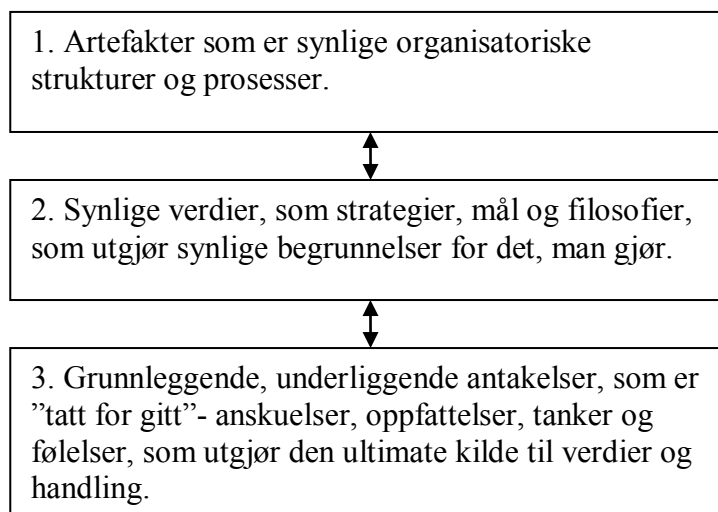 1. Artefakter som er synlige organisatoriske
strukturer og prosesser.
2. Synlige verdier, som strategier, mål og filosofier,
som utgjør synlige begrunnelser for det, man gjør.
3. Grunnleggende, underliggende antakelser, som er
”tatt for gitt”- anskuelser, oppfattelser, tanker og
følelser, som utgjør den ultimate kilde til verdier og
handling.